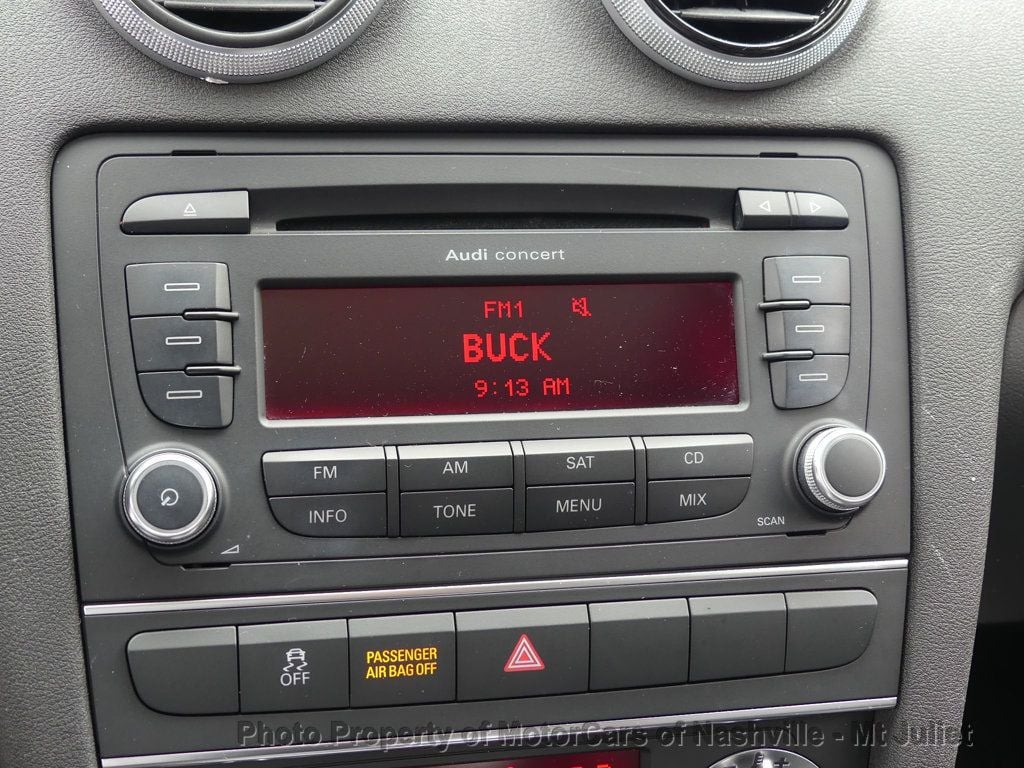 Audi concert
FM1
BUCK
9:13 AM
FM AM SAT CD
INFO TONE MENU MIX
SCAN
OFF
PASSENGER
AIR BAG OFF
Photo Property of MotorCars of Nashville - Mt Juliet